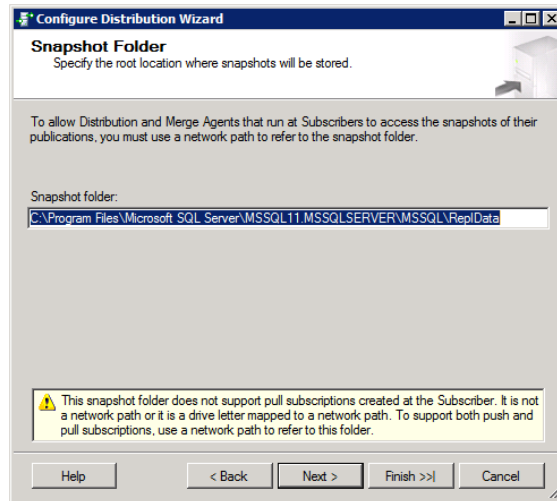 Configure Distribution Wizard
Snapshot Folder
Specify the root location where snapshots will be stored.
To allow Distribution and Merge Agents that run at Subscribers to access the snapshots of their
publications, you must use a network path to refer to the snapshot folder.
Snapshot folder:
C:\Program Files\Microsoft SQL Server\MSSQL11.MSSQLSERVER\MSSQL\ReplData
This snapshot folder does not support pull subscriptions created at the Subscriber. It is not
a network path or it is a drive letter mapped to a network path. To support both push and
pull subscriptions, use a network path to refer to this folder.
Help < Back Next > Finish >>| Cancel